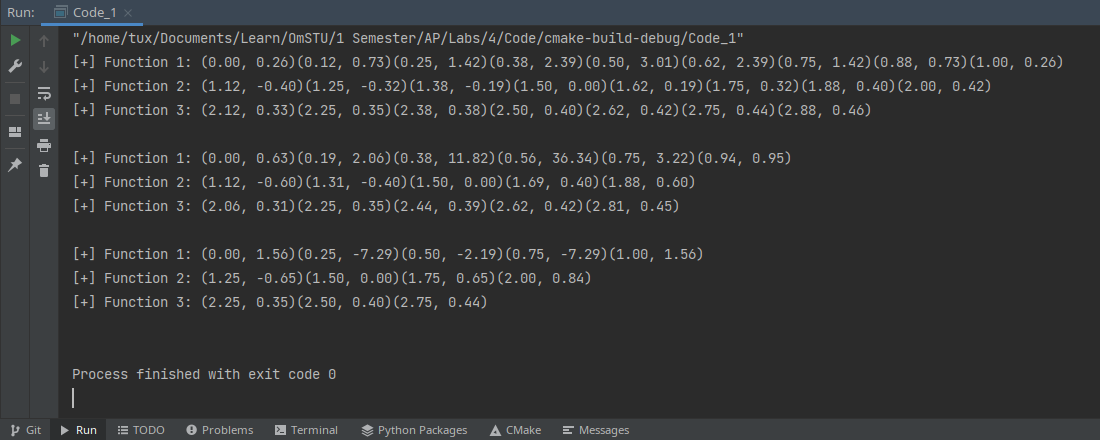 Run: Code_1
"/home/tux/Documents/Learn/OmSTU/1 Semester/AP/Labs/4/Code/cmake-build-debug/Code_1"
[+] Function 1: (0.00, 0.26)(0.12, 0.73)(0.25, 1.42)(0.38, 2.39)(0.50, 3.01)(0.62, 2.39)(0.75, 1.42)(0.88, 0.73)(1.00, 0.26)
[+] Function 2: (1.12, -0.40)(1.25, -0.32)(1.38, -0.19)(1.50, 0.00)(1.62, 0.19)(1.75, 0.32)(1.88, 0.40)(2.00, 0.42)
[+] Function 3: (2.12, 0.33)(2.25, 0.35)(2.38, 0.38)(2.50, 0.40)(2.62, 0.42)(2.75, 0.44)(2.88, 0.46)
[+] Function 1: (0.00, 0.63)(0.19, 2.06)(0.38, 11.82)(0.56, 36.34)(0.75, 3.22)(0.94, 0.95)
[+] Function 2: (1.12, -0.60)(1.31, -0.40)(1.50, 0.00)(1.69, 0.40)(1.88, 0.60)
[+] Function 3: (2.06, 0.31)(2.25, 0.35)(2.44, 0.39)(2.62, 0.42)(2.81, 0.45)
[+] Function 1: (0.00, 1.56)(0.25, -7.29)(0.50, -2.19)(0.75, -7.29)(1.00, 1.56)
[+] Function 2: (1.25, -0.65)(1.50, 0.00)(1.75, 0.65)(2.00, 0.84)
[+] Function 3: (2.25, 0.35)(2.50, 0.40)(2.75, 0.44)
Process finished with exit code 0
Git Run TODO Problems Terminal Python Packages CMake Messages